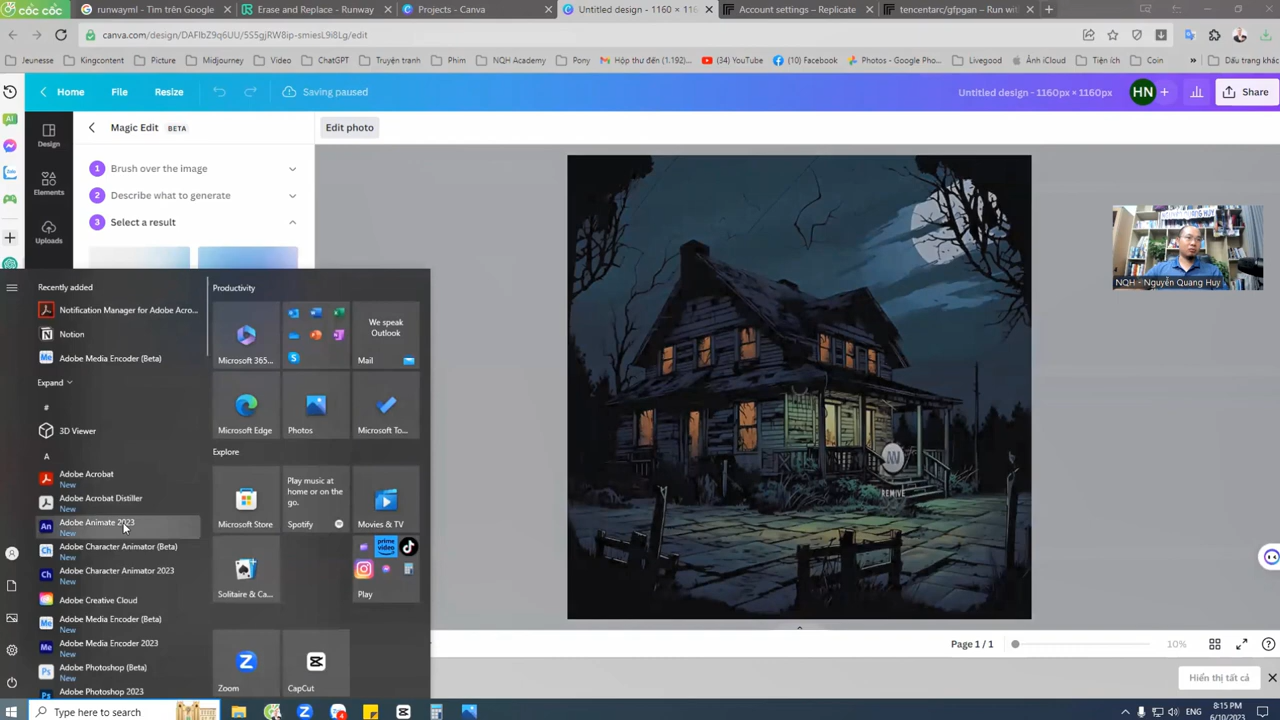 cốc cốc
runwayml - Tìm trên Google
Erase and Replace - Runway
Projects - Canva
Untitled design - 1160 × 116
Account settings – Replicate
tencentarc/gfpgan – Run wit
canva.com/design/DAFlbZ9q6UU/5S5gjRW8ip-smiesL9i8Lg/edit
Jeunesse
Kingcontent
Picture
Midjourney
Video
ChatGPT
Truyện tranh
Phim
NQH Academy
Pony
Hộp thư đến (1.192)...
(34) YouTube
(10) Facebook
Photos - Google Pho...
Livegood
Ảnh iCloud
Tiện ích
Coin
Dấu trang khác
Home
File
Resize
Saving paused
Untitled design - 1160px × 1160px
HN
Share
Design
Elements
Uploads
Magic Edit
BETA
1 Brush over the image
2 Describe what to generate
3 Select a result
Edit photo
NQH - Nguyễn Quang Huy
REMIVE
Recently added
Notification Manager for Adobe Acro...
Notion
Adobe Media Encoder (Beta)
Expand
#
3D Viewer
A
Adobe Acrobat
New
Adobe Acrobat Distiller
New
Adobe Animate 2023
New
Adobe Character Animator (Beta)
New
Adobe Character Animator 2023
New
Adobe Creative Cloud
Adobe Media Encoder (Beta)
New
Adobe Media Encoder 2023
New
Adobe Photoshop (Beta)
New
Adobe Photoshop 2023
Productivity
Microsoft 365...
We speak
Outlook
Mail
Microsoft Edge
Photos
Microsoft To...
Explore
Microsoft Store
Play music at
home or on the
go.
Spotify
Movies & TV
Solitaire & Ca...
prime video
Play
Zoom
CapCut
Page 1 / 1
10%
Hiển thị tất cả
Type here to search
ENG
8:15 PM
6/10/2023